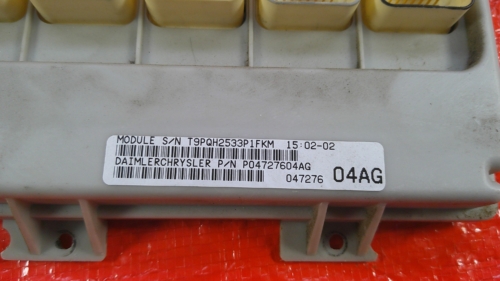 MODULE S/N T9PQH2533P1FKM 15:02-02
DAIMLERCHRYSLER P/N P04727604AG
047276 04AG